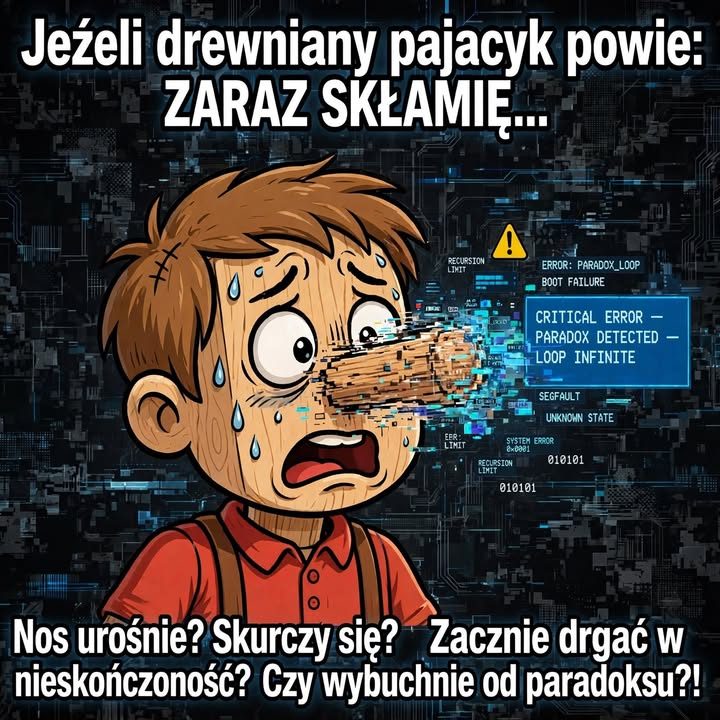 Jeżeli drewniany pajacyk powie:
ZARAZ SKŁAMIĘ...
RECURSION
LIMIT
ERROR: PARADOX_LOOP
BOOT FAILURE
CRITICAL ERROR —
PARADOX DETECTED —
LOOP INFINITE
SEGFAULT
UNKNOWN STATE
ERR:
LIMIT
SYSTEM ERROR
0x0001
RECURSION
LIMIT
010101
010101
Nos urośnie? Skurczy się? Zacznie drgać w
nieskończoność? Czy wybuchnie od paradoksu?!